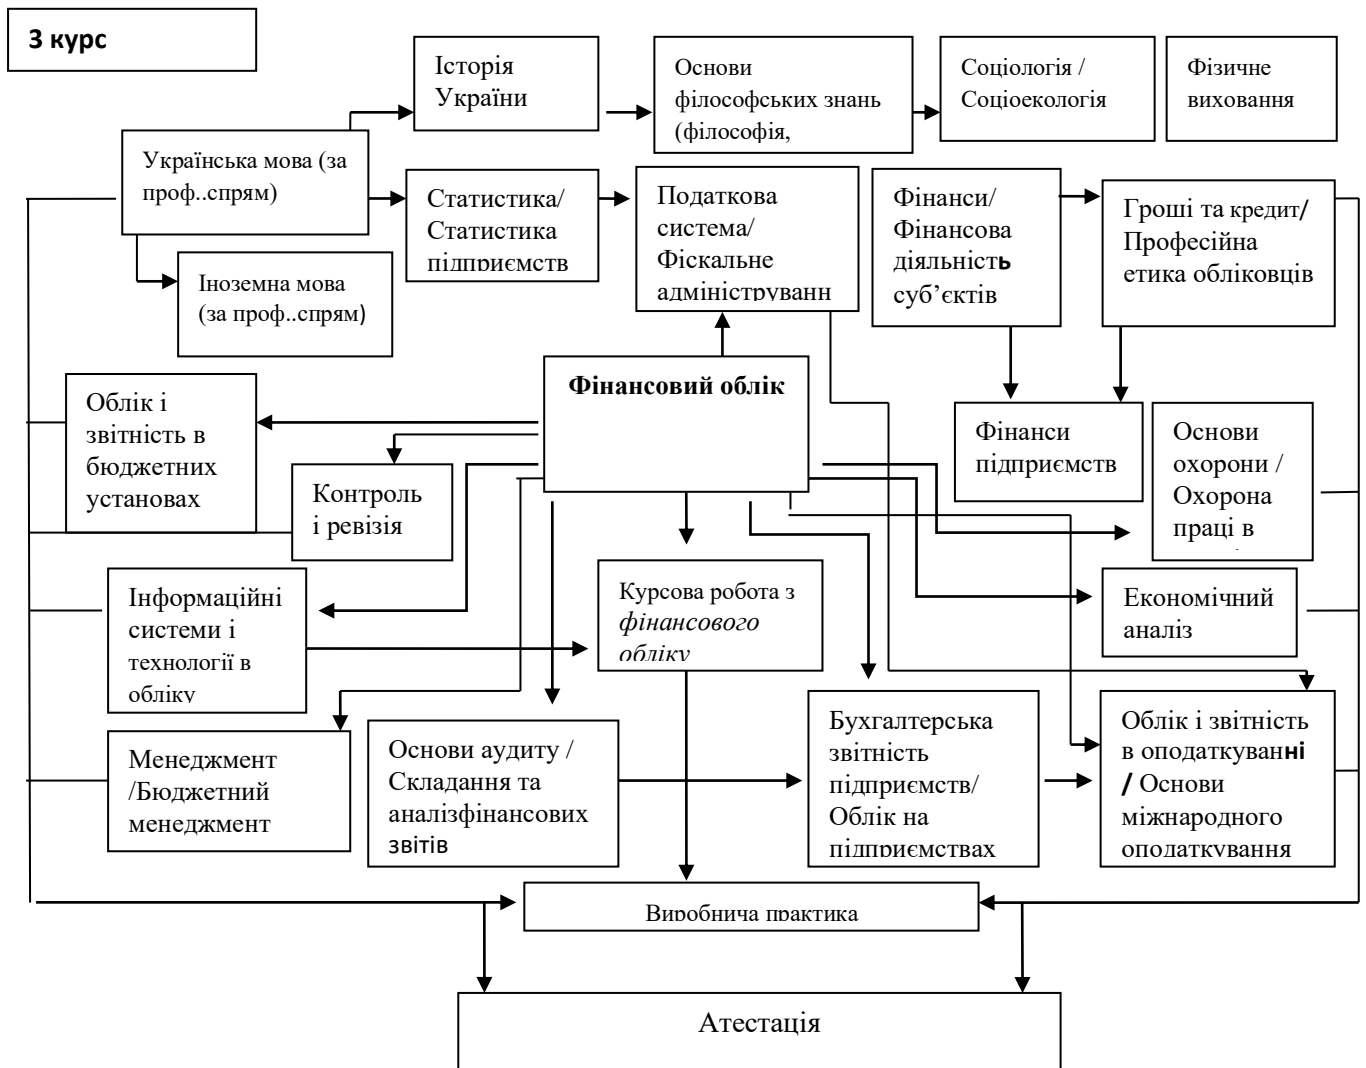 3 курс
Історія
України
Основи
філософських знань
(філософія,
Соціологія /
Соціоекологія
Фізичне
виховання
Українська мова (за
проф..спрям)
Статистика/
Статистика
підприємств
Податкова
система/
Фіскальне
адмініструванн
Фінанси/
Фінансова
діяльність
суб’єктів
Гроші та кредит/
Професійна
етика обліковців
Іноземна мова
(за проф..спрям)
Фінансовий облік
Облік і
звітність в
бюджетних
установах
Фінанси
підприємств
Основи
охорони /
Охорона
праці в
Контроль
і ревізія
Інформаційні
системи і
технології в
обліку
Курсова робота з
фінансового
обліку
Економічний
аналіз
Менеджмент
/Бюджетний
менеджмент
Основи аудиту /
Складання та
аналізфінансових
звітів
Бухгалтерська
звітність
підприємств/
Облік на
підприємствах
Облік і звітність
в оподаткуванні
/ Основи
міжнародного
оподаткування
Виробнича практика
Атестація